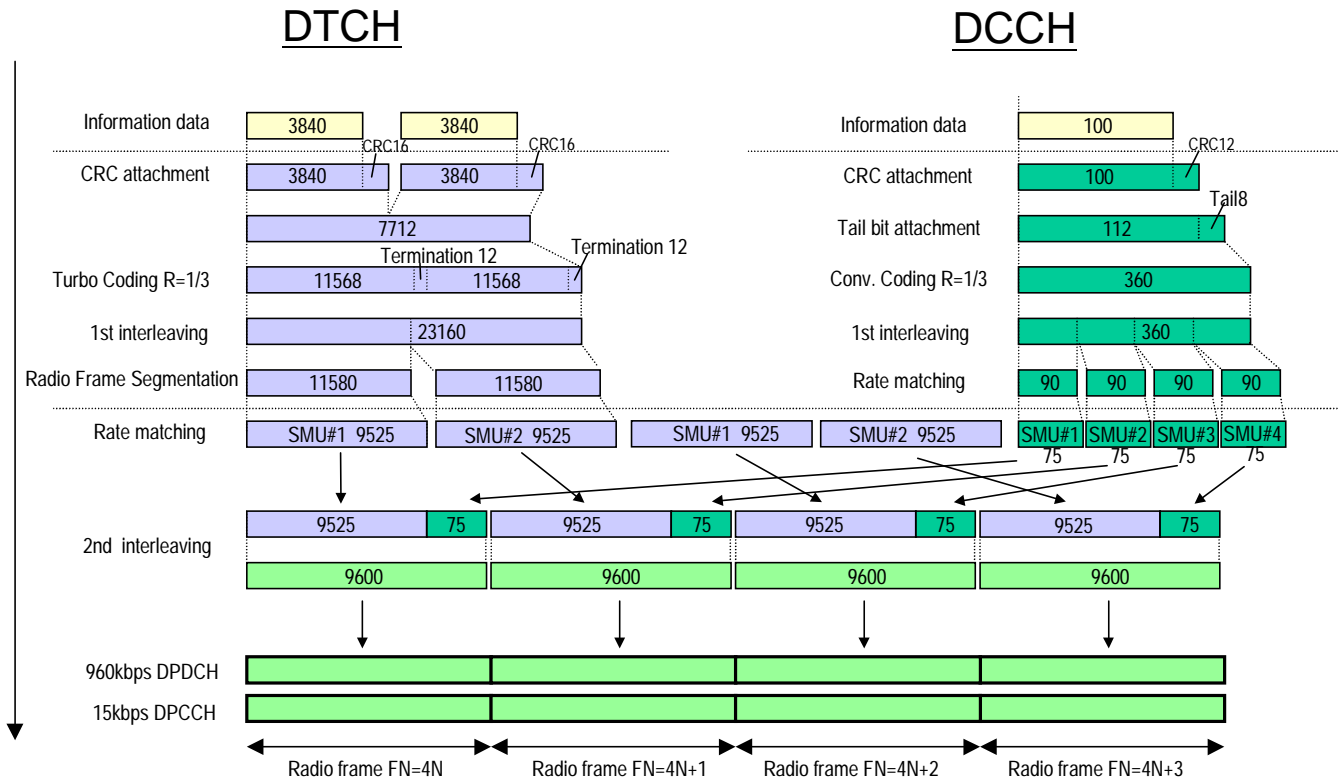 DTCH DCCH
Information data 3840 3840 Information data 100
CRC16 CRC16 CRC12
CRC attachment 3840 3840 CRC attachment 100
Tail8
7712 Tail bit attachment 112
Termination 12 Termination 12
Turbo Coding R=1/3 11568 11568 Conv. Coding R=1/3 360
1st interleaving 23160 1st interleaving 360
Radio Frame Segmentation 11580 11580 Rate matching 90 90 90 90
Rate matching SMU#1 9525 SMU#2 9525 SMU#1 9525 SMU#2 9525 SMU#1 SMU#2 SMU#3 SMU#4
75 75 75 75
9525 75 9525 75 9525 75 9525 75
2nd interleaving
9600 9600 9600 9600
960kbps DPDCH
15kbps DPCCH
Radio frame FN=4N Radio frame FN=4N+1 Radio frame FN=4N+2 Radio frame FN=4N+3